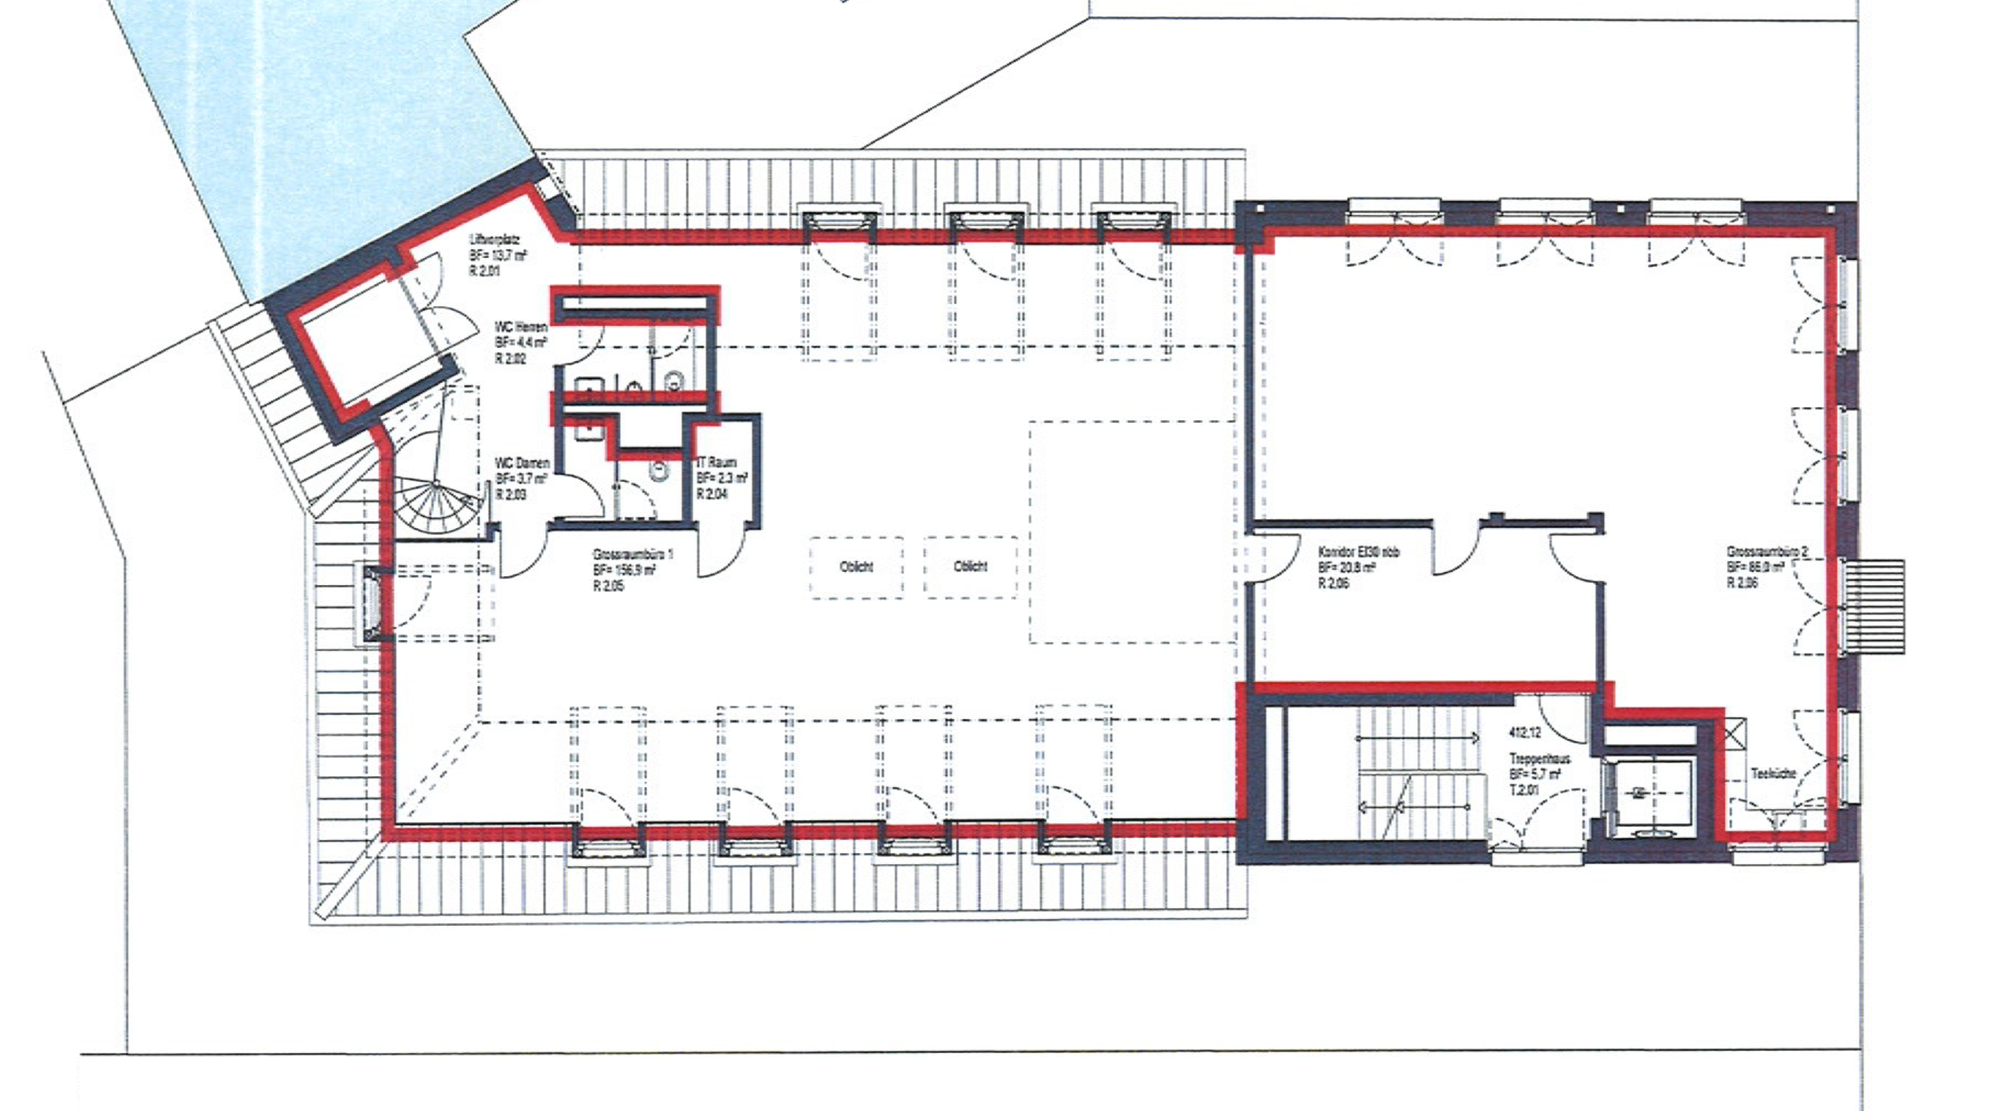 Liftvorplatz
BF= 13,7 m²
R 2.01
WC Herren
BF= 4,4 m²
R 2.02
WC Damen
BF= 3,7 m²
R 2.03
IT Raum
BF= 2,3 m²
R 2.04
Grossraumbüro 1
BF= 156,9 m²
R 2.05
Oblicht
Oblicht
Korridor EI30 nbb
BF= 20,8 m²
R 2.06
Grossraumbüro 2
BF= 86,0 m²
R 2.06
412,12
Treppenhaus
BF= 5,7 m²
T.2.01
Teeküche